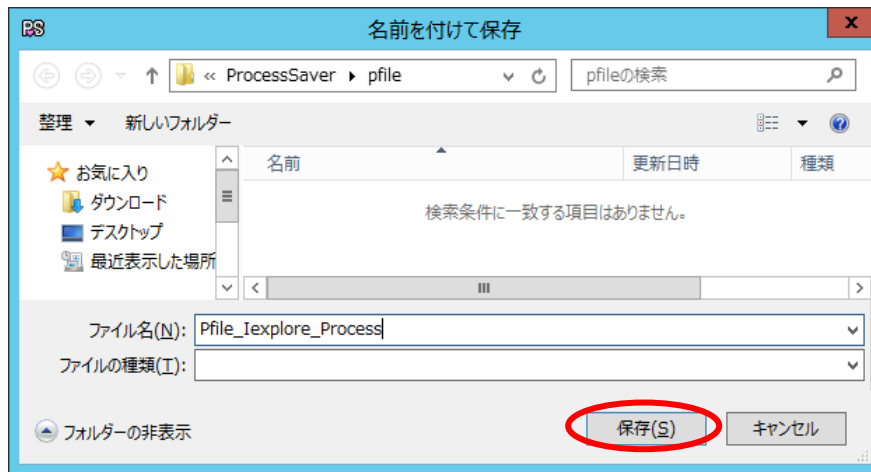 PS 名前を付けて保存 x
« ProcessSaver ▸ pfile pfileの検索
整理 ▼ 新しいフォルダー
名前 更新日時 種類
お気に入り
ダウンロード
デスクトップ
最近表示した場所
検索条件に一致する項目はありません。
ファイル名(N): Pfile_Iexplore_Process
ファイルの種類(T):
フォルダーの非表示 保存(S) キャンセル